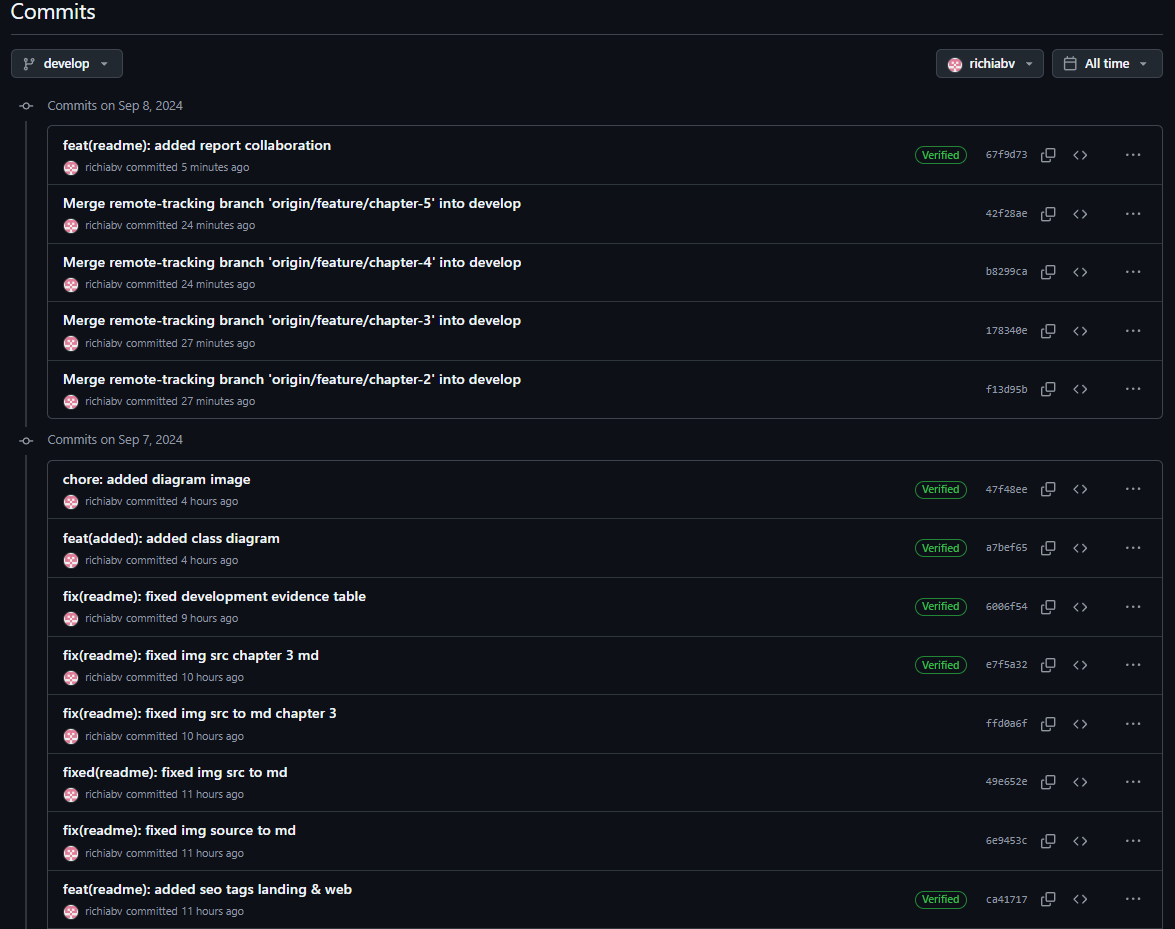 Commits
develop
richiabv
All time
Commits on Sep 8, 2024
feat(readme): added report collaboration
richiabv committed 5 minutes ago
Verified
67f9d73
Merge remote-tracking branch 'origin/feature/chapter-5' into develop
richiabv committed 24 minutes ago
42f28ae
Merge remote-tracking branch 'origin/feature/chapter-4' into develop
richiabv committed 24 minutes ago
b8299ca
Merge remote-tracking branch 'origin/feature/chapter-3' into develop
richiabv committed 27 minutes ago
178340e
Merge remote-tracking branch 'origin/feature/chapter-2' into develop
richiabv committed 27 minutes ago
f13d95b
Commits on Sep 7, 2024
chore: added diagram image
richiabv committed 4 hours ago
Verified
47f48ee
feat(added): added class diagram
richiabv committed 4 hours ago
Verified
a7bef65
fix(readme): fixed development evidence table
richiabv committed 9 hours ago
Verified
6006f54
fix(readme): fixed img src chapter 3 md
richiabv committed 10 hours ago
Verified
e7f5a32
fix(readme): fixed img src to md chapter 3
richiabv committed 10 hours ago
ffd0a6f
fixed(readme): fixed img src to md
richiabv committed 11 hours ago
49e652e
fix(readme): fixed img source to md
richiabv committed 11 hours ago
6e9453c
feat(readme): added seo tags landing & web
richiabv committed 11 hours ago
Verified
ca41717